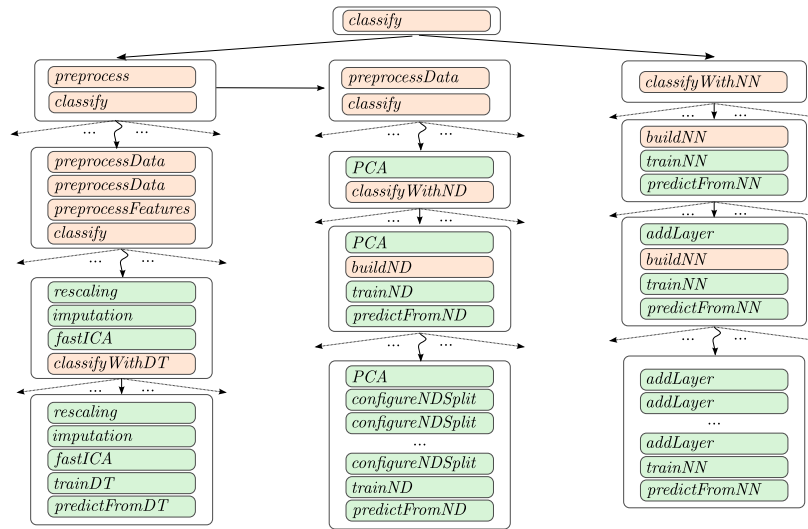 classify
preprocess
classify
... ...
preprocessData
preprocessData
preprocessFeatures
classify
... ...
rescaling
imputation
fastICA
classifyWithDT
... ...
rescaling
imputation
fastICA
trainDT
predictFromDT
preprocessData
classify
... ...
PCA
classifyWithND
... ...
PCA
buildND
trainND
predictFromND
... ...
PCA
configureNDSplit
configureNDSplit
...
configureNDSplit
trainND
predictFromND
classifyWithNN
... ...
buildNN
trainNN
predictFromNN
... ...
addLayer
buildNN
trainNN
predictFromNN
... ...
addLayer
addLayer
...
addLayer
trainNN
predictFromNN